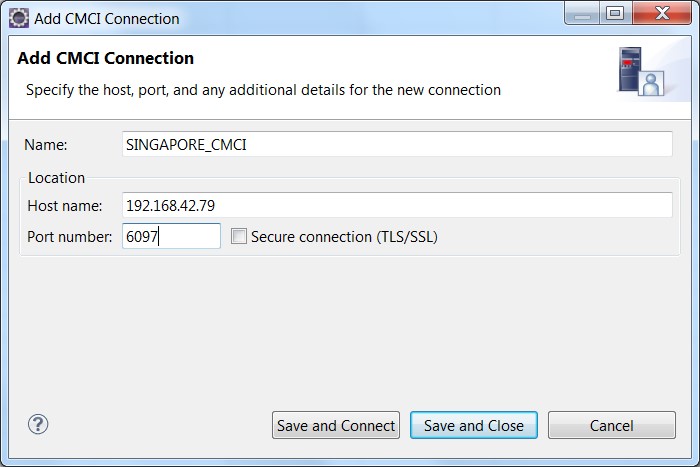 Add CMCI Connection
Add CMCI Connection
Specify the host, port, and any additional details for the new connection
Name: SINGAPORE_CMCI
Location
Host name: 192.168.42.79
Port number: 6097 Secure connection (TLS/SSL)
? Save and Connect Save and Close Cancel